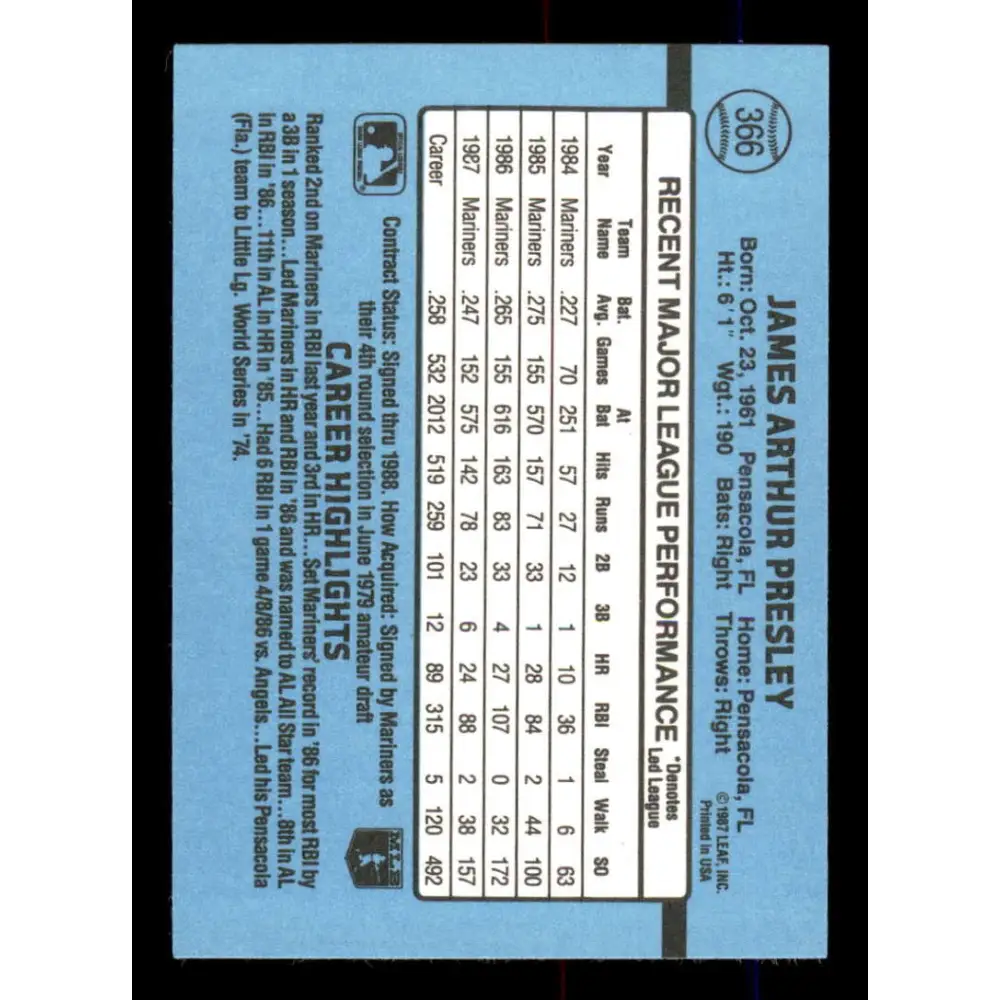 366
JAMES ARTHUR PRESLEY
Born: Oct. 23, 1961 Pensacola, FL Home: Pensacola, FL
Ht.: 6'1" Wgt.: 190 Bats: Right Throws: Right
©1987 LEAF, INC.
Printed in USA
RECENT MAJOR LEAGUE PERFORMANCE *Denotes Led League
Year Team Name Bat. Avg. Games At Bat Hits Runs 2B 3B HR RBI Steal Walk SO
1984 Mariners .227 70 251 57 27 12 1 10 36 1 6 63
1985 Mariners .275 155 570 157 71 33 1 28 84 2 44 100
1986 Mariners .265 155 616 163 83 33 4 27 107 0 32 172
1987 Mariners .247 152 575 142 78 23 6 24 88 2 38 157
Career .258 532 2012 519 259 101 12 89 315 5 120 492
Contract Status: Signed thru 1988. How Acquired: Signed by Mariners as
their 4th round selection in June 1979 amateur draft
MLB
CAREER HIGHLIGHTS
Ranked 2nd on Mariners in RBI last year and 3rd in HR...Set Mariners' record in '86 for most RBI by
a 3B in 1 season...Led Mariners in HR and RBI in '86 and was named to AL All Star team...8th in AL
in RBI in '86...11th in AL in HR in '85...Had 6 RBI in 1 game 4/8/86 vs. Angels...Led his Pensacola
(Fla.) team to Little Lg. World Series in '74.